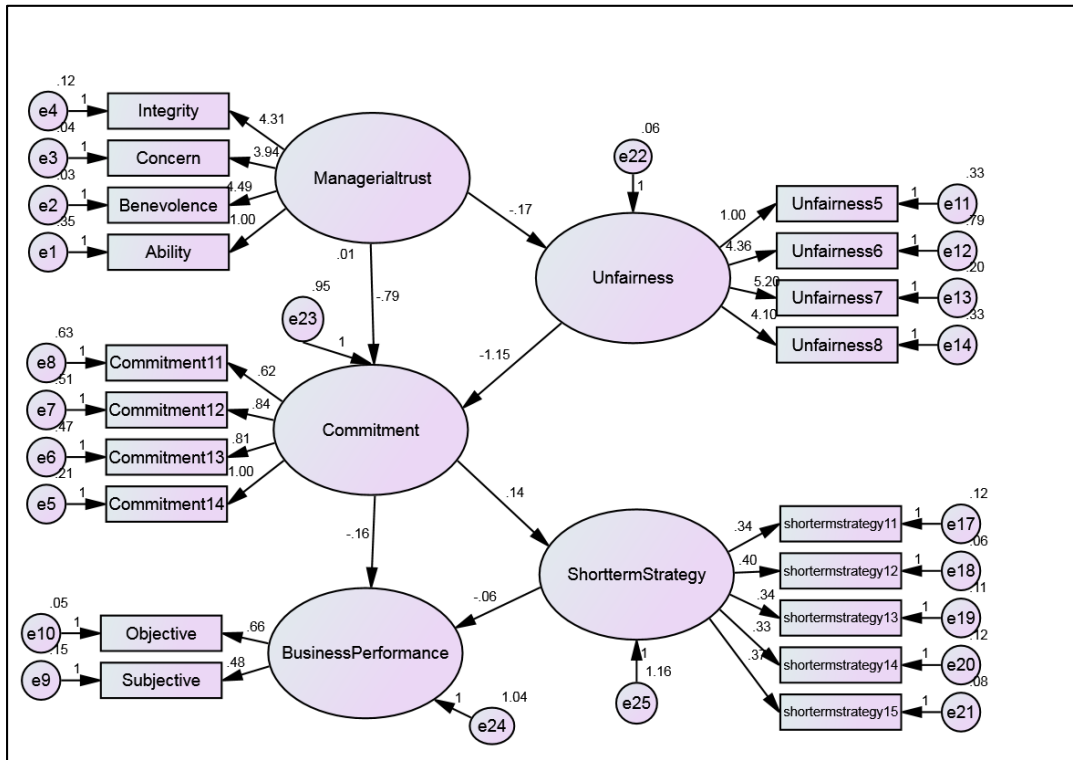 .12
e4
1
Integrity
4.31
.04
e3
1
Concern
3.94
.03
e2
1
Benevolence
4.49
.35
e1
1
Ability
1.00
Managerialtrust
.01
-.17
-.79
.06
e22
1
Unfairness
1.00
Unfairness5
1
e11
.33
4.36
Unfairness6
1
e12
.79
5.20
Unfairness7
1
e13
.20
4.10
Unfairness8
1
e14
.33
.95
e23
1
-1.15
.63
e8
1
Commitment11
.62
.51
e7
1
Commitment12
.84
.47
e6
1
Commitment13
.81
.21
e5
1
Commitment14
1.00
Commitment
.14
-.16
ShorttermStrategy
.34
shortermstrategy11
1
e17
.12
.40
shortermstrategy12
1
e18
.06
.34
shortermstrategy13
1
e19
.11
.33
shortermstrategy14
1
e20
.12
.37
shortermstrategy15
1
e21
.08
-.06
1
1.16
e25
.05
e10
1
Objective
.66
.15
e9
1
Subjective
.48
BusinessPerformance
1
1.04
e24